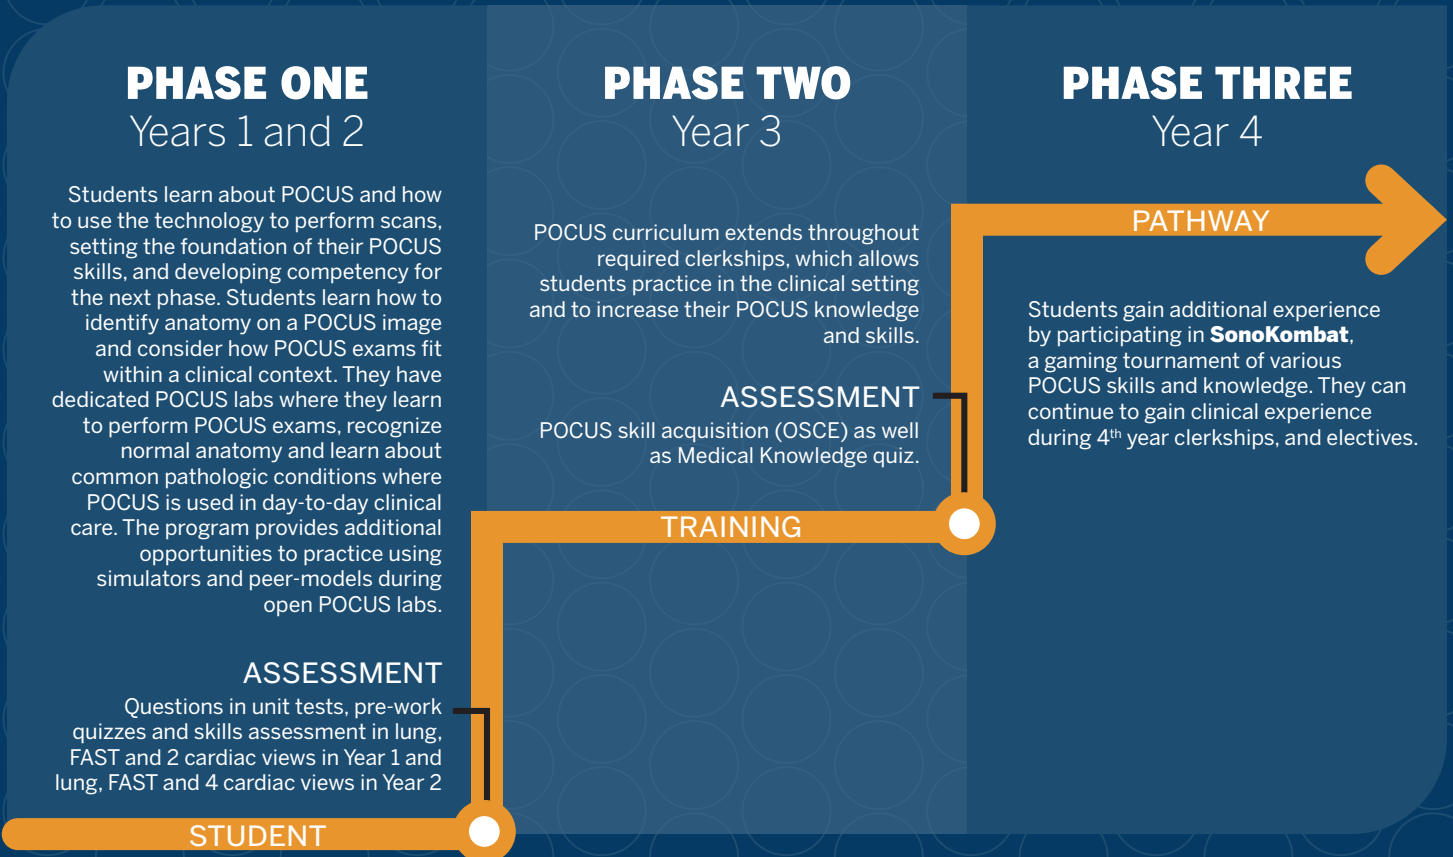 PHASE ONE
Years 1 and 2
Students learn about POCUS and how
to use the technology to perform scans,
setting the foundation of their POCUS
skills, and developing competency for
the next phase. Students learn how to
identify anatomy on a POCUS image
and consider how POCUS exams fit
within a clinical context. They have
dedicated POCUS labs where they learn
to perform POCUS exams, recognize
normal anatomy and learn about
common pathologic conditions where
POCUS is used in day-to-day clinical
care. The program provides additional
opportunities to practice using
simulators and peer-models during
open POCUS labs.
ASSESSMENT
Questions in unit tests, pre-work
quizzes and skills assessment in lung,
FAST and 2 cardiac views in Year 1 and
lung, FAST and 4 cardiac views in Year 2
STUDENT
PHASE TWO
Year 3
POCUS curriculum extends throughout
required clerkships, which allows
students practice in the clinical setting
and to increase their POCUS knowledge
and skills.
ASSESSMENT
POCUS skill acquisition (OSCE) as well
as Medical Knowledge quiz.
TRAINING
PHASE THREE
Year 4
PATHWAY
Students gain additional experience
by participating in SonoKombat,
a gaming tournament of various
POCUS skills and knowledge. They can
continue to gain clinical experience
during 4th year clerkships, and electives.